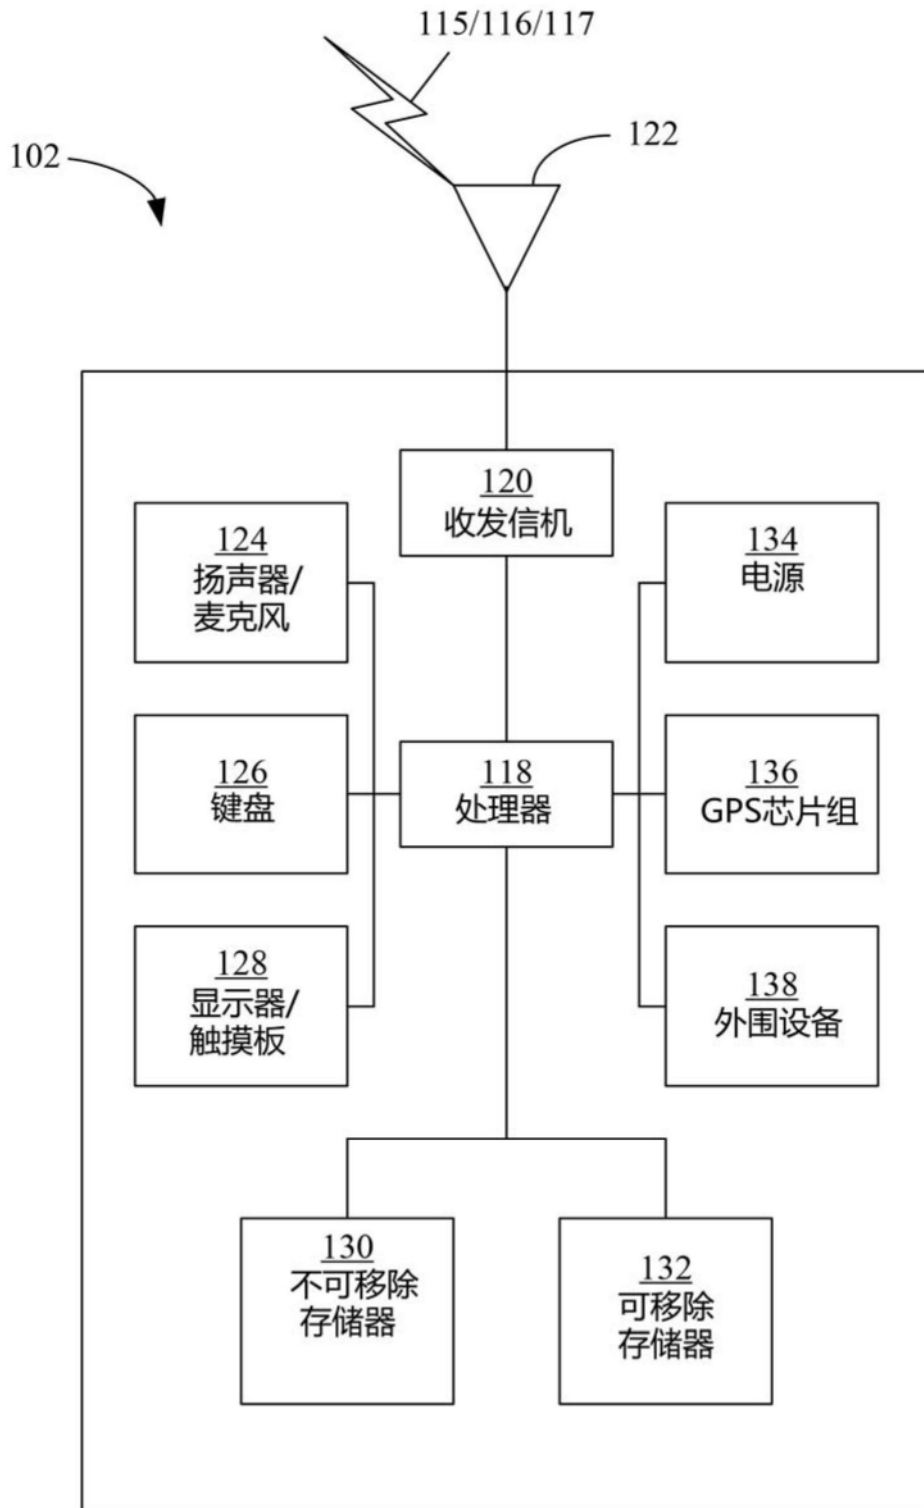 115/116/117
122
102
120
收发信机
124
扬声器/
麦克风
134
电源
126
键盘
118
处理器
136
GPS芯片组
128
显示器/
触摸板
138
外围设备
130
不可移除
存储器
132
可移除
存储器